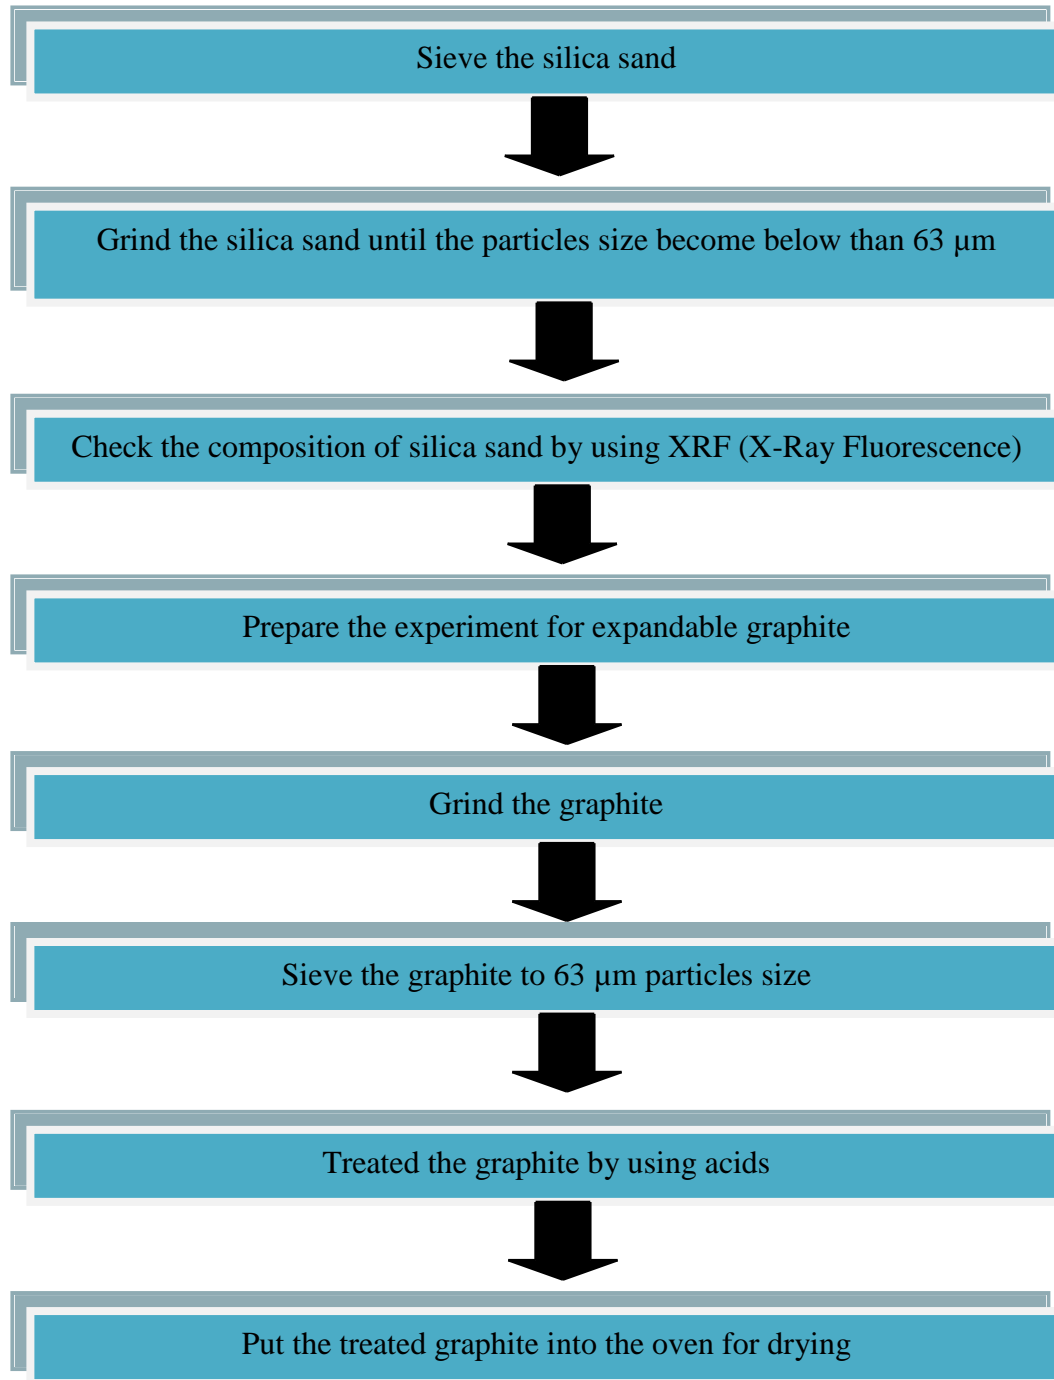 Sieve the silica sand
Grind the silica sand until the particles size become below than 63 µm
Check the composition of silica sand by using XRF (X-Ray Fluorescence)
Prepare the experiment for expandable graphite
Grind the graphite
Sieve the graphite to 63 µm particles size
Treated the graphite by using acids
Put the treated graphite into the oven for drying